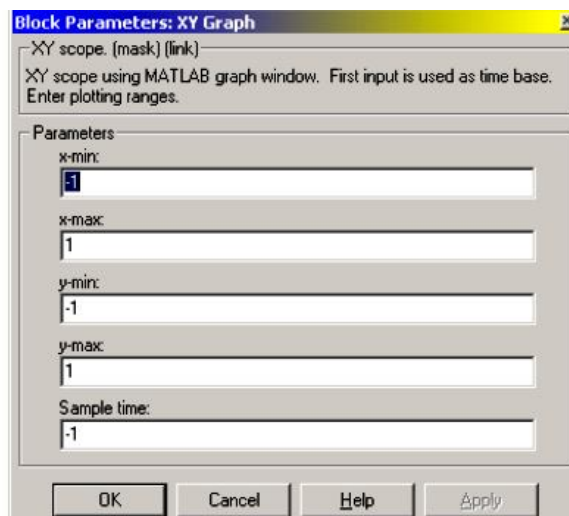 Block Parameters: XY Graph
XY scope. (mask) (link)
XY scope using MATLAB graph window. First input is used as time base.
Enter plotting ranges.
Parameters
x-min:
-1
x-max:
1
y-min:
-1
y-max:
1
Sample time:
-1
OK Cancel Help Apply